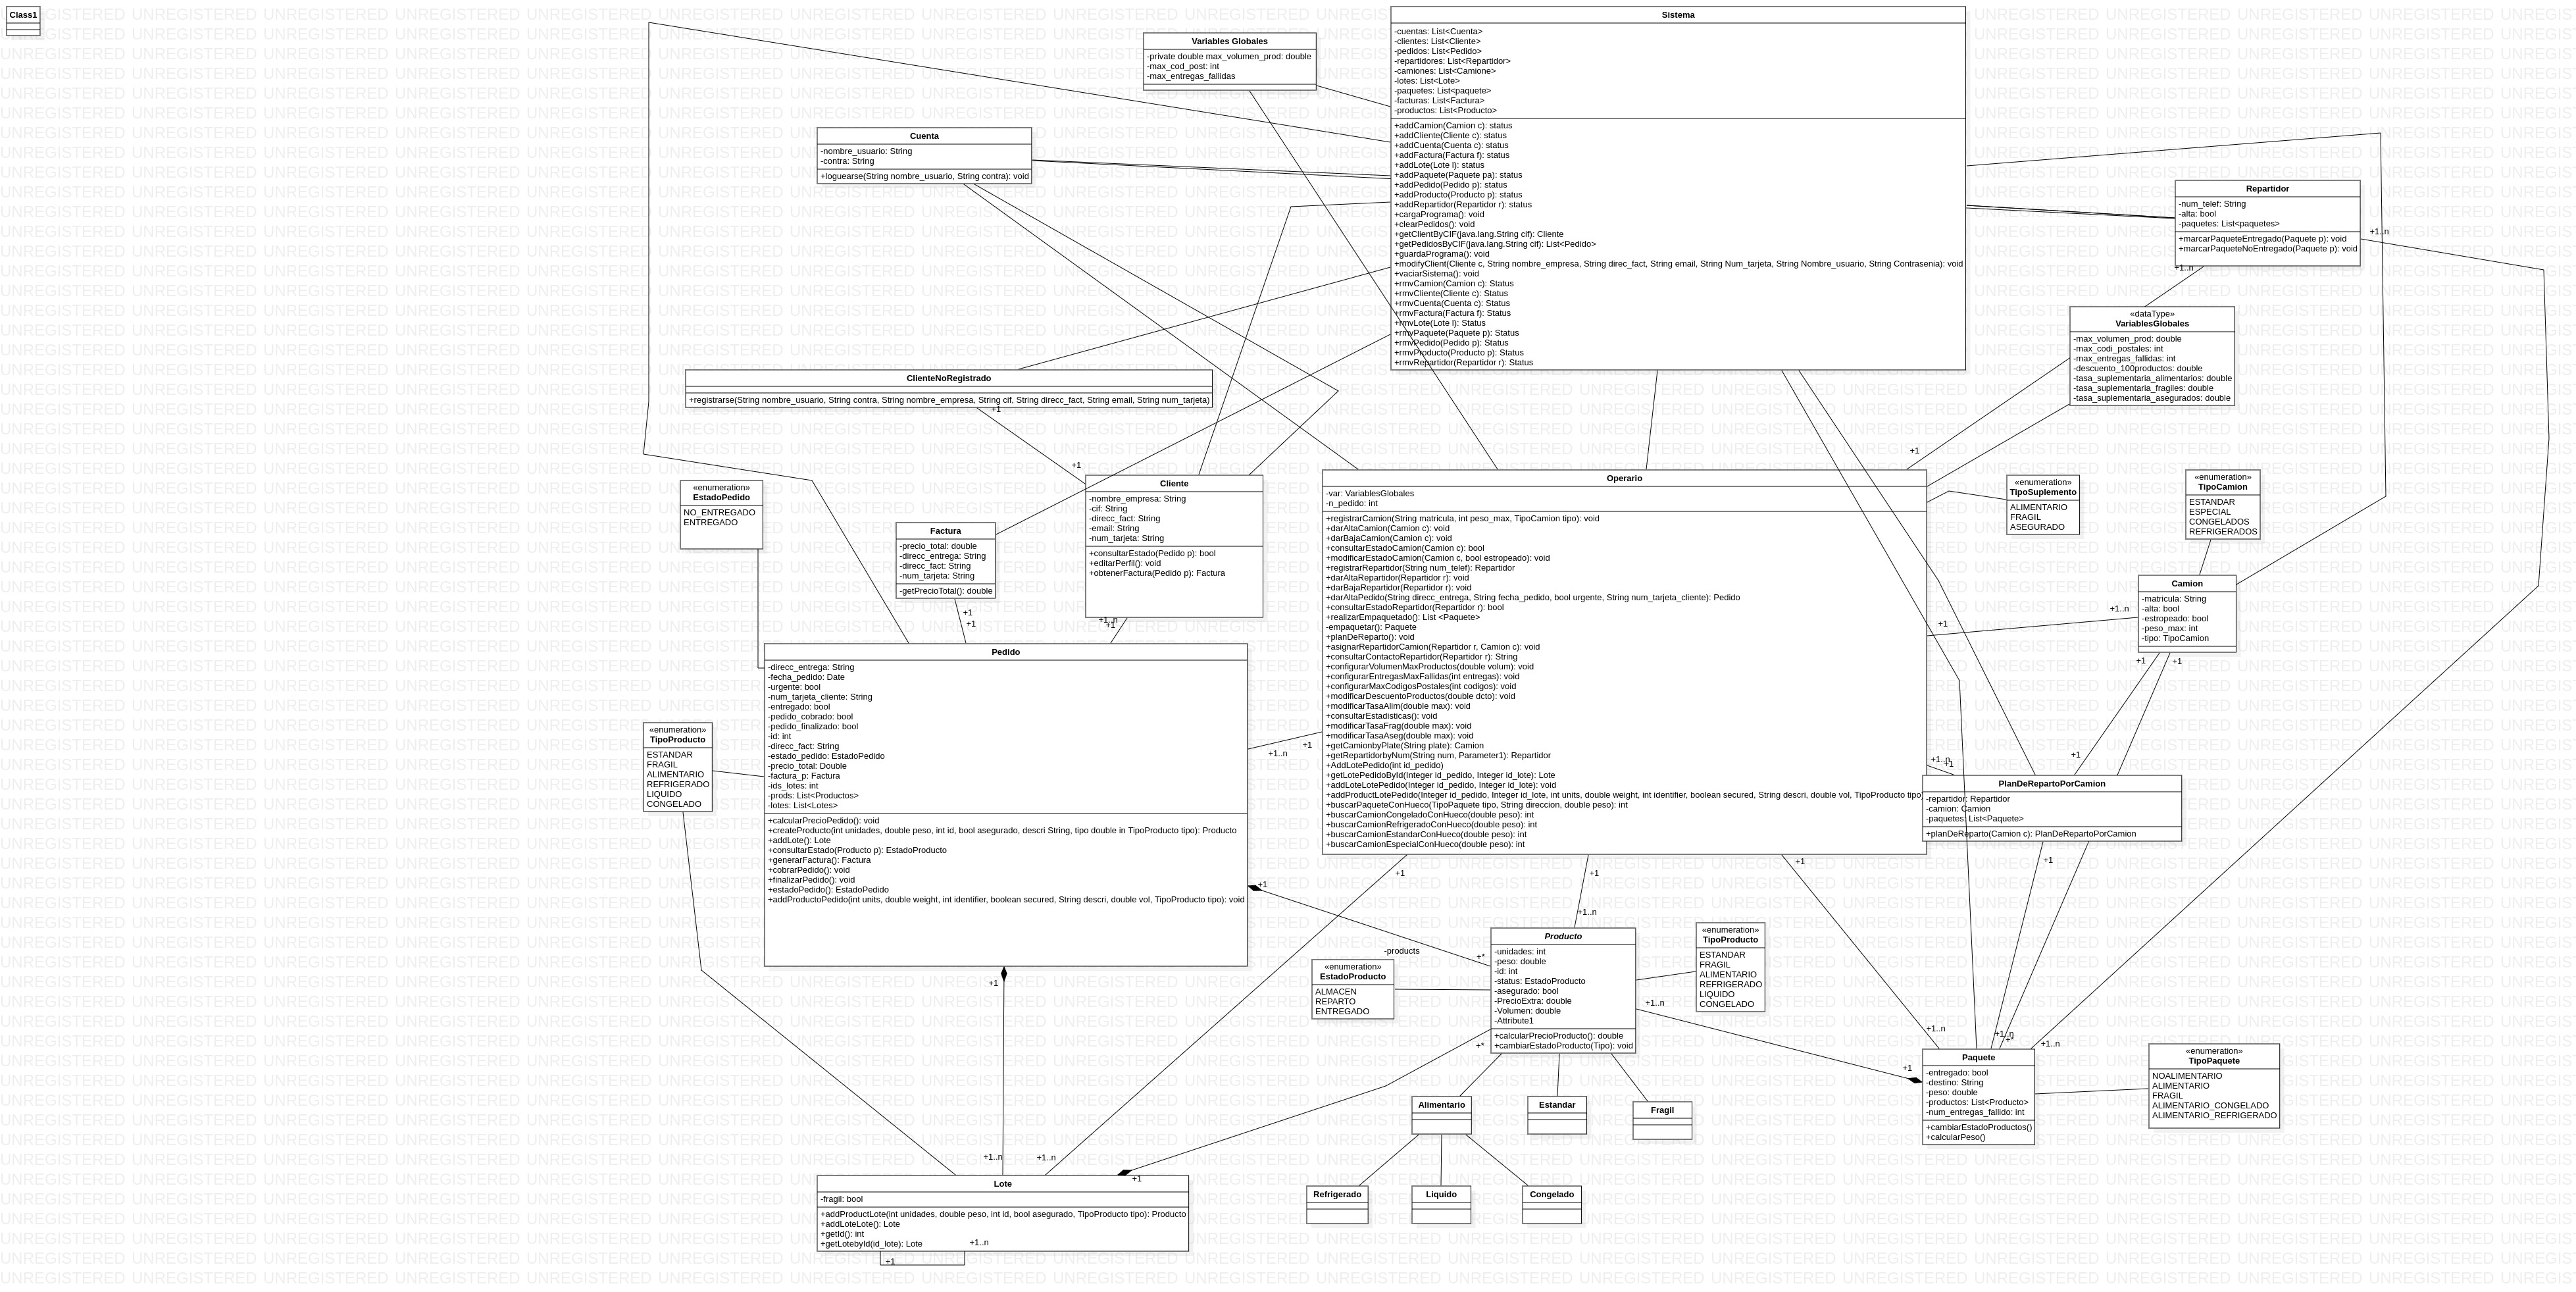 Class1
Sistema
-cuentas: List<Cuenta>
-clientes: List<Cliente>
-pedidos: List<Pedido>
-repartidores: List<Repartidor>
-camiones: List<Camione>
-lotes: List<Lote>
-paquetes: List<paquete>
-facturas: List<Factura>
-productos: List<Producto>
+addCamion(Camion c): status
+addCliente(Cliente c): status
+addCuenta(Cuenta c): status
+addFactura(Factura f): status
+addLote(Lote l): status
+addPaquete(Paquete pa): status
+addPedido(Pedido p): status
+addProducto(Producto p): status
+addRepartidor(Repartidor r): status
+cargaPrograma(): void
+clearPedidos(): void
+getClientByCIF(java.lang.String cif): Cliente
+getPedidosByCIF(java.lang.String cif): List<Pedido>
+guardaPrograma(): void
+modifyClient(Cliente c, String nombre_empresa, String direc_fact, String email, String Num_tarjeta, String Nombre_usuario, String Contrasenia): void
+vaciarSistema(): void
+rmvCamion(Camion c): Status
+rmvCliente(Cliente c): Status
+rmvCuenta(Cuenta c): Status
+rmvFactura(Factura f): Status
+rmvLote(Lote l): Status
+rmvPaquete(Paquete p): Status
+rmvPedido(Pedido p): Status
+rmvProducto(Producto p): Status
+rmvRepartidor(Repartidor r): Status
Variables Globales
-private double max_volumen_prod: double
-max_cod_post: int
-max_entregas_fallidas
Cuenta
-nombre_usuario: String
-contra: String
+loguearse(String nombre_usuario, String contra): void
Repartidor
-num_telef: String
-alta: bool
-paquetes: List<paquetes>
+marcarPaqueteEntregado(Paquete p): void
+marcarPaqueteNoEntregado(Paquete p): void
+1..n
+1..n
«dataType»
VariablesGlobales
-max_volumen_prod: double
-max_codi_postales: int
-max_entregas_fallidas: int
-descuento_100productos: double
-tasa_suplementaria_alimentarios: double
-tasa_suplementaria_fragiles: double
-tasa_suplementaria_asegurados: double
ClienteNoRegistrado
+registrarse(String nombre_usuario, String contra, String nombre_empresa, String cif, String direcc_fact, String email, String num_tarjeta)
+1
+1
+1
«enumeration»
EstadoPedido
NO_ENTREGADO
ENTREGADO
Cliente
-nombre_empresa: String
-cif: String
-direcc_fact: String
-email: String
-num_tarjeta: String
+consultarEstado(Pedido p): bool
+editarPerfil(): void
+obtenerFactura(Pedido p): Factura
Factura
-precio_total: double
-direcc_entrega: String
-direcc_fact: String
-num_tarjeta: String
-getPrecioTotal(): double
+1
+1
+1..n
+1
Operario
-var: VariablesGlobales
-n_pedido: int
+registrarCamion(String matricula, int peso_max, TipoCamion tipo): void
+darAltaCamion(Camion c): void
+darBajaCamion(Camion c): void
+consultarEstadoCamion(Camion c): bool
+modificarEstadoCamion(Camion c, bool estropeado): void
+registrarRepartidor(String num_telef): Repartidor
+darAltaRepartidor(Repartidor r): void
+darBajaRepartidor(Repartidor r): void
+darAltaPedido(String direcc_entrega, String fecha_pedido, bool urgente, String num_tarjeta_cliente): Pedido
+consultarEstadoRepartidor(Repartidor r): bool
+realizarEmpaquetado(): List <Paquete>
-empaquetar(): Paquete
+planDeReparto(): void
+asignarRepartidorCamion(Repartidor r, Camion c): void
+consultarContactoRepartidor(Repartidor r): String
+configurarVolumenMaxProductos(double volum): void
+configurarEntregasMaxFallidas(int entregas): void
+configurarMaxCodigosPostales(int codigos): void
+modificarDescuentoProductos(double dcto): void
+modificarTasaAlim(double max): void
+consultarEstadisticas(): void
+modificarTasaFrag(double max): void
+modificarTasaAseg(double max): void
+getCamionbyPlate(String plate): Camion
+getRepartidorbyNum(String num, Parameter1): Repartidor
+AddLotePedido(int id_pedido)
+getLotePedidoById(Integer id_pedido, Integer id_lote): Lote
+addLoteLotePedido(Integer id_pedido, Integer id_lote): void
+addProductLotePedido(Integer id_pedido, Integer id_lote, int units, double weight, int identifier, boolean secured, String descri, double vol, TipoProducto tipo)
+buscarPaqueteConHueco(TipoPaquete tipo, String direccion, double peso): int
+buscarCamionCongeladoConHueco(double peso): int
+buscarCamionRefrigeradoConHueco(double peso): int
+buscarCamionEstandarConHueco(double peso): int
+buscarCamionEspecialConHueco(double peso): int
«enumeration»
TipoSuplemento
ALIMENTARIO
FRAGIL
ASEGURADO
«enumeration»
TipoCamion
ESTANDAR
ESPECIAL
CONGELADOS
REFRIGERADOS
Camion
-matricula: String
-alta: bool
-estropeado: bool
-peso_max: int
-tipo: TipoCamion
+1..n
+1
+1
+1
Pedido
-direcc_entrega: String
-fecha_pedido: Date
-urgente: bool
-num_tarjeta_cliente: String
-entregado: bool
-pedido_cobrado: bool
-pedido_finalizado: bool
-id: int
-direcc_fact: String
-estado_pedido: EstadoPedido
-precio_total: Double
-factura_p: Factura
-ids_lotes: int
-prods: List<Productos>
-lotes: List<Lotes>
+calcularPrecioPedido(): void
+createProducto(int unidades, double peso, int id, bool asegurado, descri String, tipo double in TipoProducto tipo): Producto
+addLote(): Lote
+consultarEstado(Producto p): EstadoProducto
+generarFactura(): Factura
+cobrarPedido(): void
+finalizarPedido(): void
+estadoPedido(): EstadoPedido
+addProductoPedido(int units, double weight, int identifier, boolean secured, String descri, double vol, TipoProducto tipo): void
«enumeration»
TipoProducto
ESTANDAR
FRAGIL
ALIMENTARIO
REFRIGERADO
LIQUIDO
CONGELADO
+1..n
+1
+1
+1..n
+1
PlanDeRepartoPorCamion
-repartidor: Repartidor
-camion: Camion
-paquetes: List<Paquete>
+planDeReparto(Camion c): PlanDeRepartoPorCamion
+1
+1
+1
+1
+1
+1..n
-products
+*
Producto
-unidades: int
-peso: double
-id: int
-status: EstadoProducto
-asegurado: bool
-PrecioExtra: double
-Volumen: double
-Attribute1
+calcularPrecioProducto(): double
+cambiarEstadoProducto(Tipo): void
«enumeration»
TipoProducto
ESTANDAR
FRAGIL
ALIMENTARIO
REFRIGERADO
LIQUIDO
CONGELADO
«enumeration»
EstadoProducto
ALMACEN
REPARTO
ENTREGADO
+1
+1..n
+*
+1..n
+1..n
+*
+1..n
+1
Paquete
-entregado: bool
-destino: String
-peso: double
-productos: List<Producto>
-num_entregas_fallido: int
+cambiarEstadoProductos()
+calcularPeso()
«enumeration»
TipoPaquete
NOALIMENTARIO
ALIMENTARIO
FRAGIL
ALIMENTARIO_CONGELADO
ALIMENTARIO_REFRIGERADO
Alimentario
Estandar
Fragil
+1..n
+1..n
+1
Lote
-fragil: bool
+addProductLote(int unidades, double peso, int id, bool asegurado, TipoProducto tipo): Producto
+addLoteLote(): Lote
+getId(): int
+getLotebyId(id_lote): Lote
+1..n
+1
Refrigerado
Liquido
Congelado